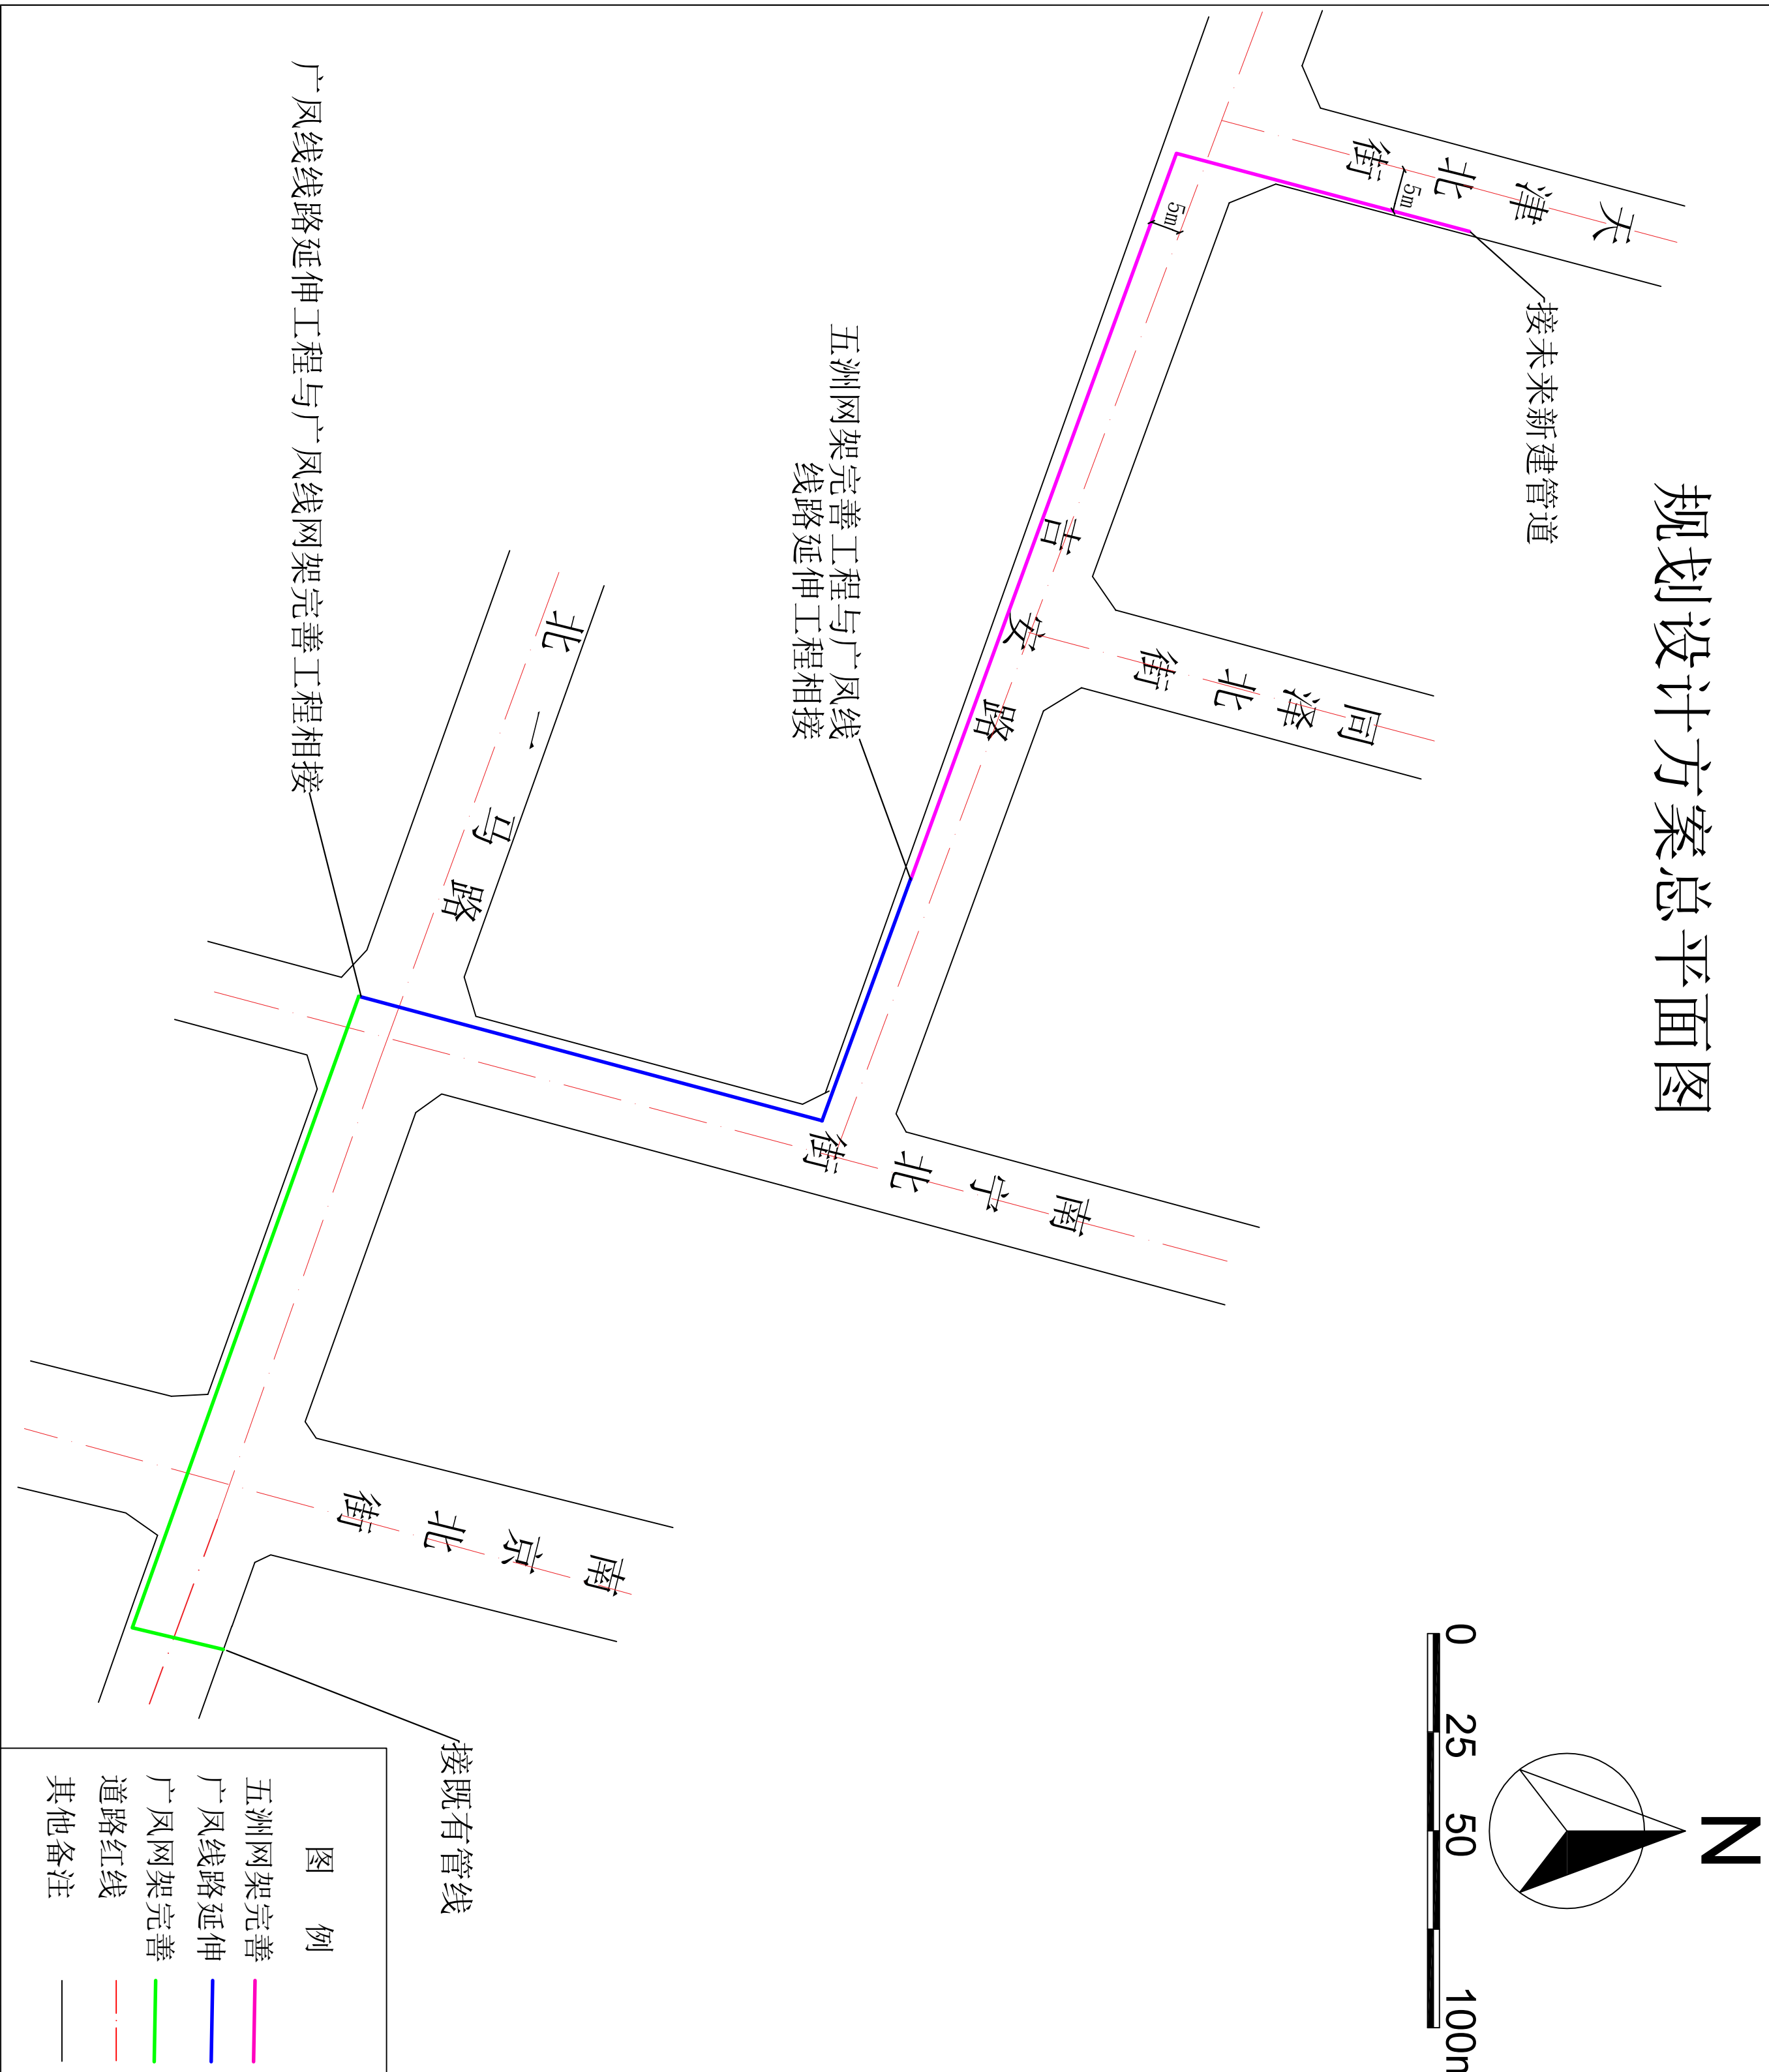 规划设计方案总平面图
N
0 25 50 100m
天津北街
5m
5m
接未来新建管道
同泽北街
吉安路
五洲网架完善工程与广凤线
线路延伸工程相接
南宁北街
北一马路
广凤线线路延伸工程与广凤线网架完善工程相接
南京北街
接既有管线
图 例
五洲网架完善
广凤线路延伸
广凤网架完善
道路红线
其他备注